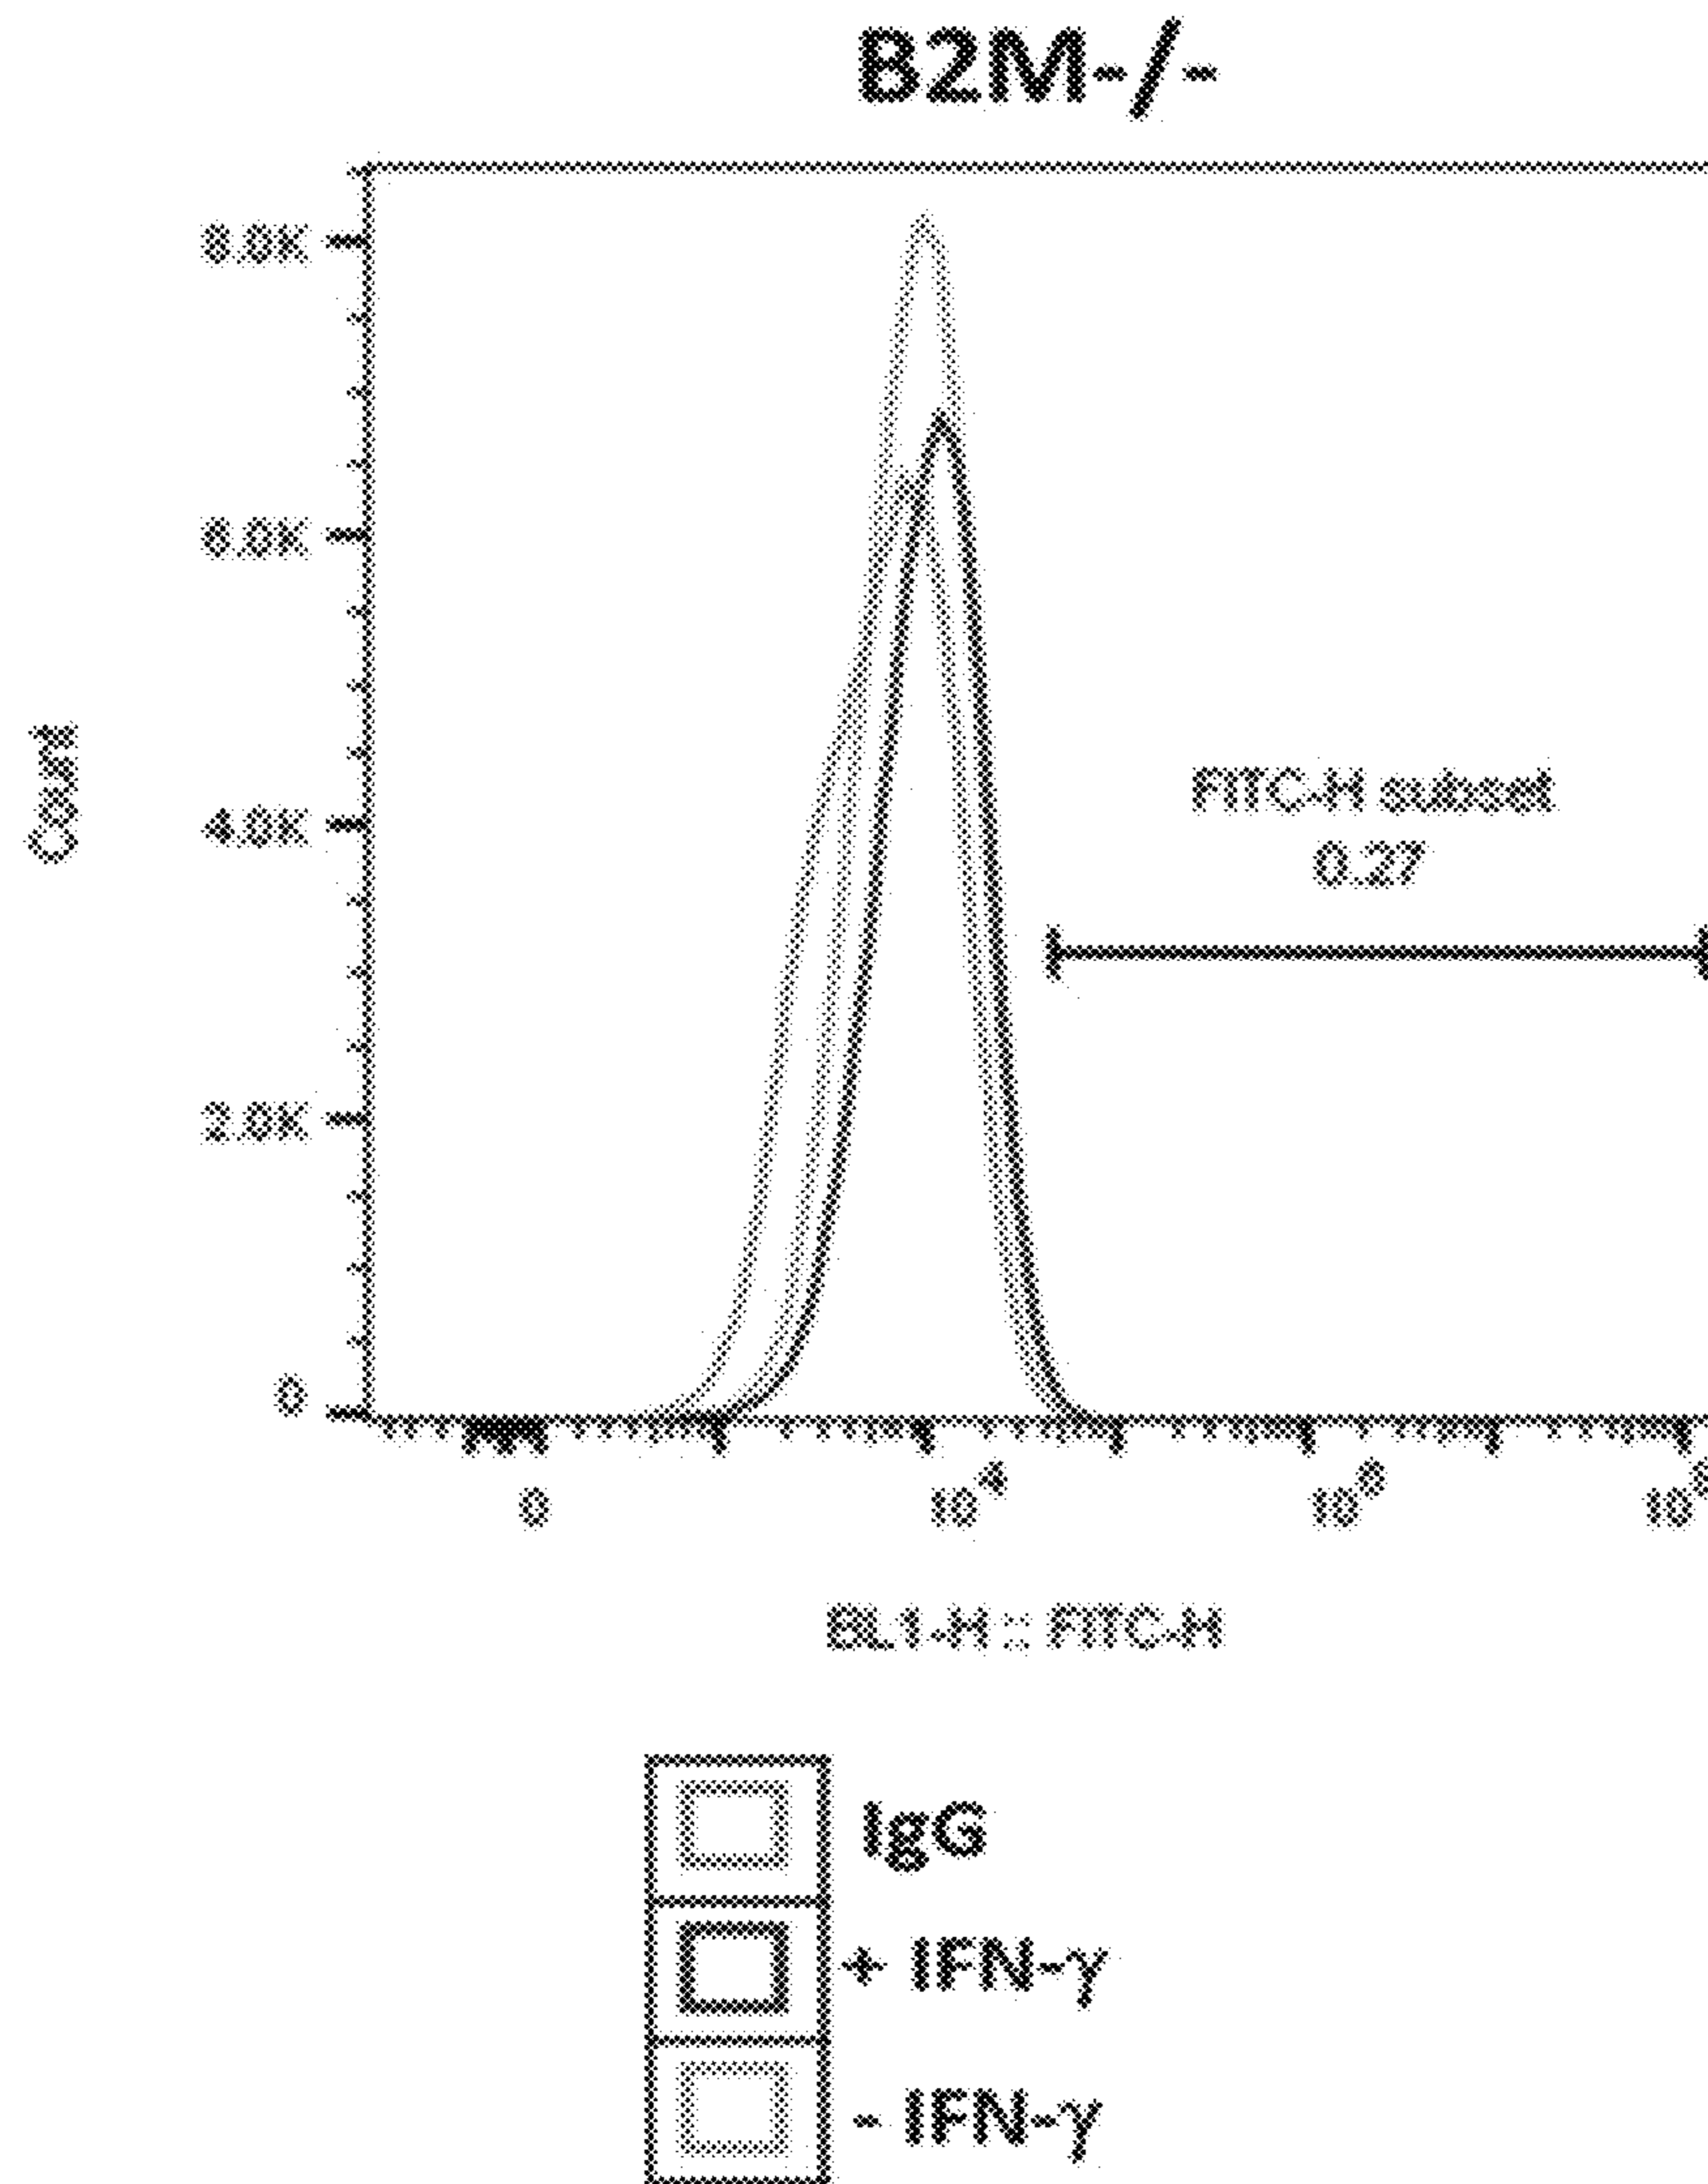 B2M-/-
8.0K
6.0K
4.0K
2.0K
0
Count
FITC-H subset
0.27
0
10^4
10
10
BL1-H :: FITC-H
IgG
+ IFN-γ
- IFN-γ